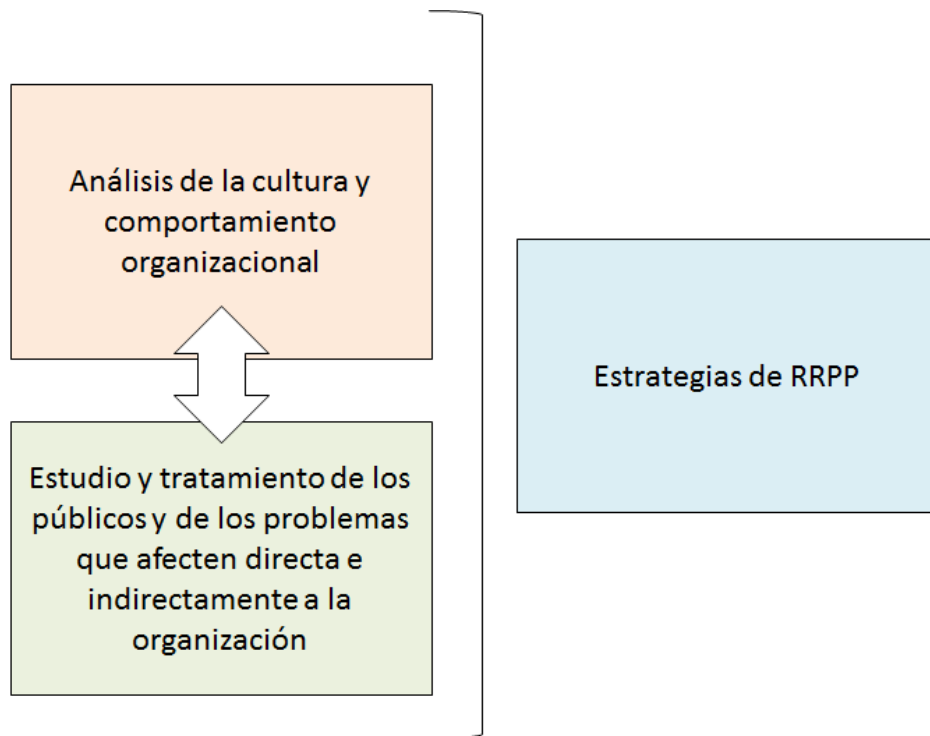 Análisis de la cultura y
comportamiento
organizacional
Estudio y tratamiento de los
públicos y de los problemas
que afecten directa e
indirectamente a la
organización
Estrategias de RRPP